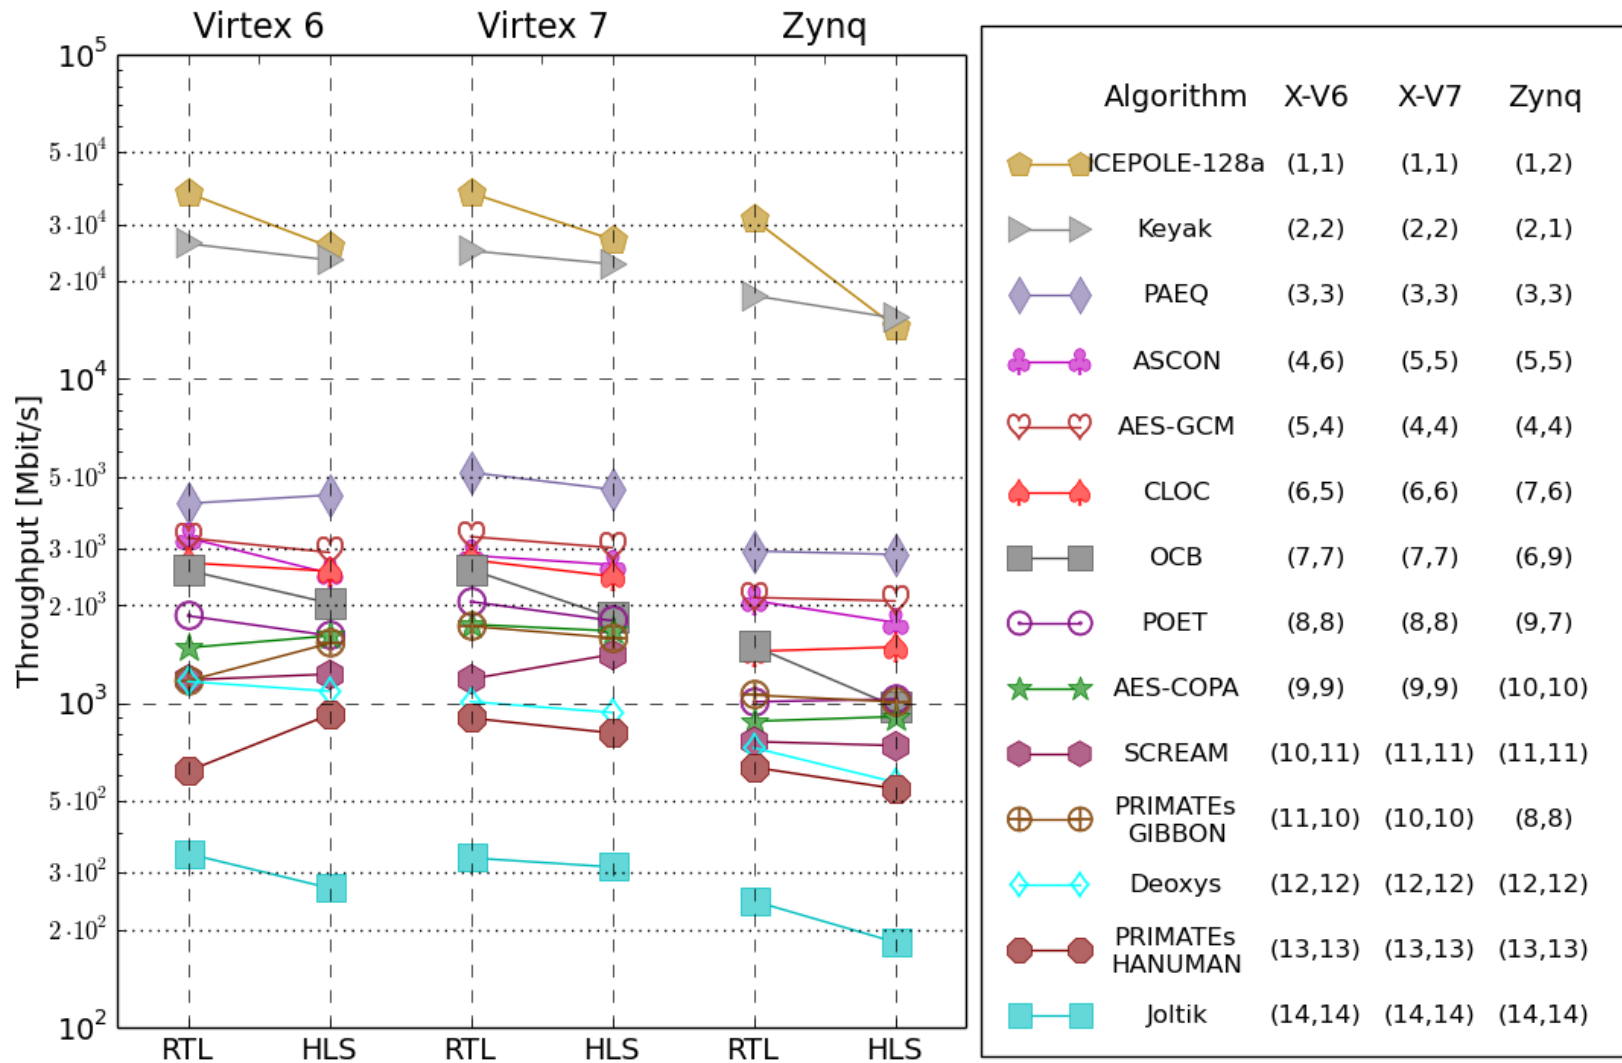 Virtex 6 Virtex 7 Zynq
10^5
5·10^4
3·10^4
2·10^4
10^4
5·10^3
3·10^3
2·10^3
10^3
5·10^2
3·10^2
2·10^2
10^2
Throughput [Mbit/s]
RTL HLS RTL HLS RTL HLS
Algorithm X-V6 X-V7 Zynq
ICEPOLE-128a (1,1) (1,1) (1,2)
Keyak (2,2) (2,2) (2,1)
PAEQ (3,3) (3,3) (3,3)
ASCON (4,6) (5,5) (5,5)
AES-GCM (5,4) (4,4) (4,4)
CLOC (6,5) (6,6) (7,6)
OCB (7,7) (7,7) (6,9)
POET (8,8) (8,8) (9,7)
AES-COPA (9,9) (9,9) (10,10)
SCREAM (10,11) (11,11) (11,11)
PRIMATEs
GIBBON (11,10) (10,10) (8,8)
Deoxys (12,12) (12,12) (12,12)
PRIMATEs
HANUMAN (13,13) (13,13) (13,13)
Joltik (14,14) (14,14) (14,14)